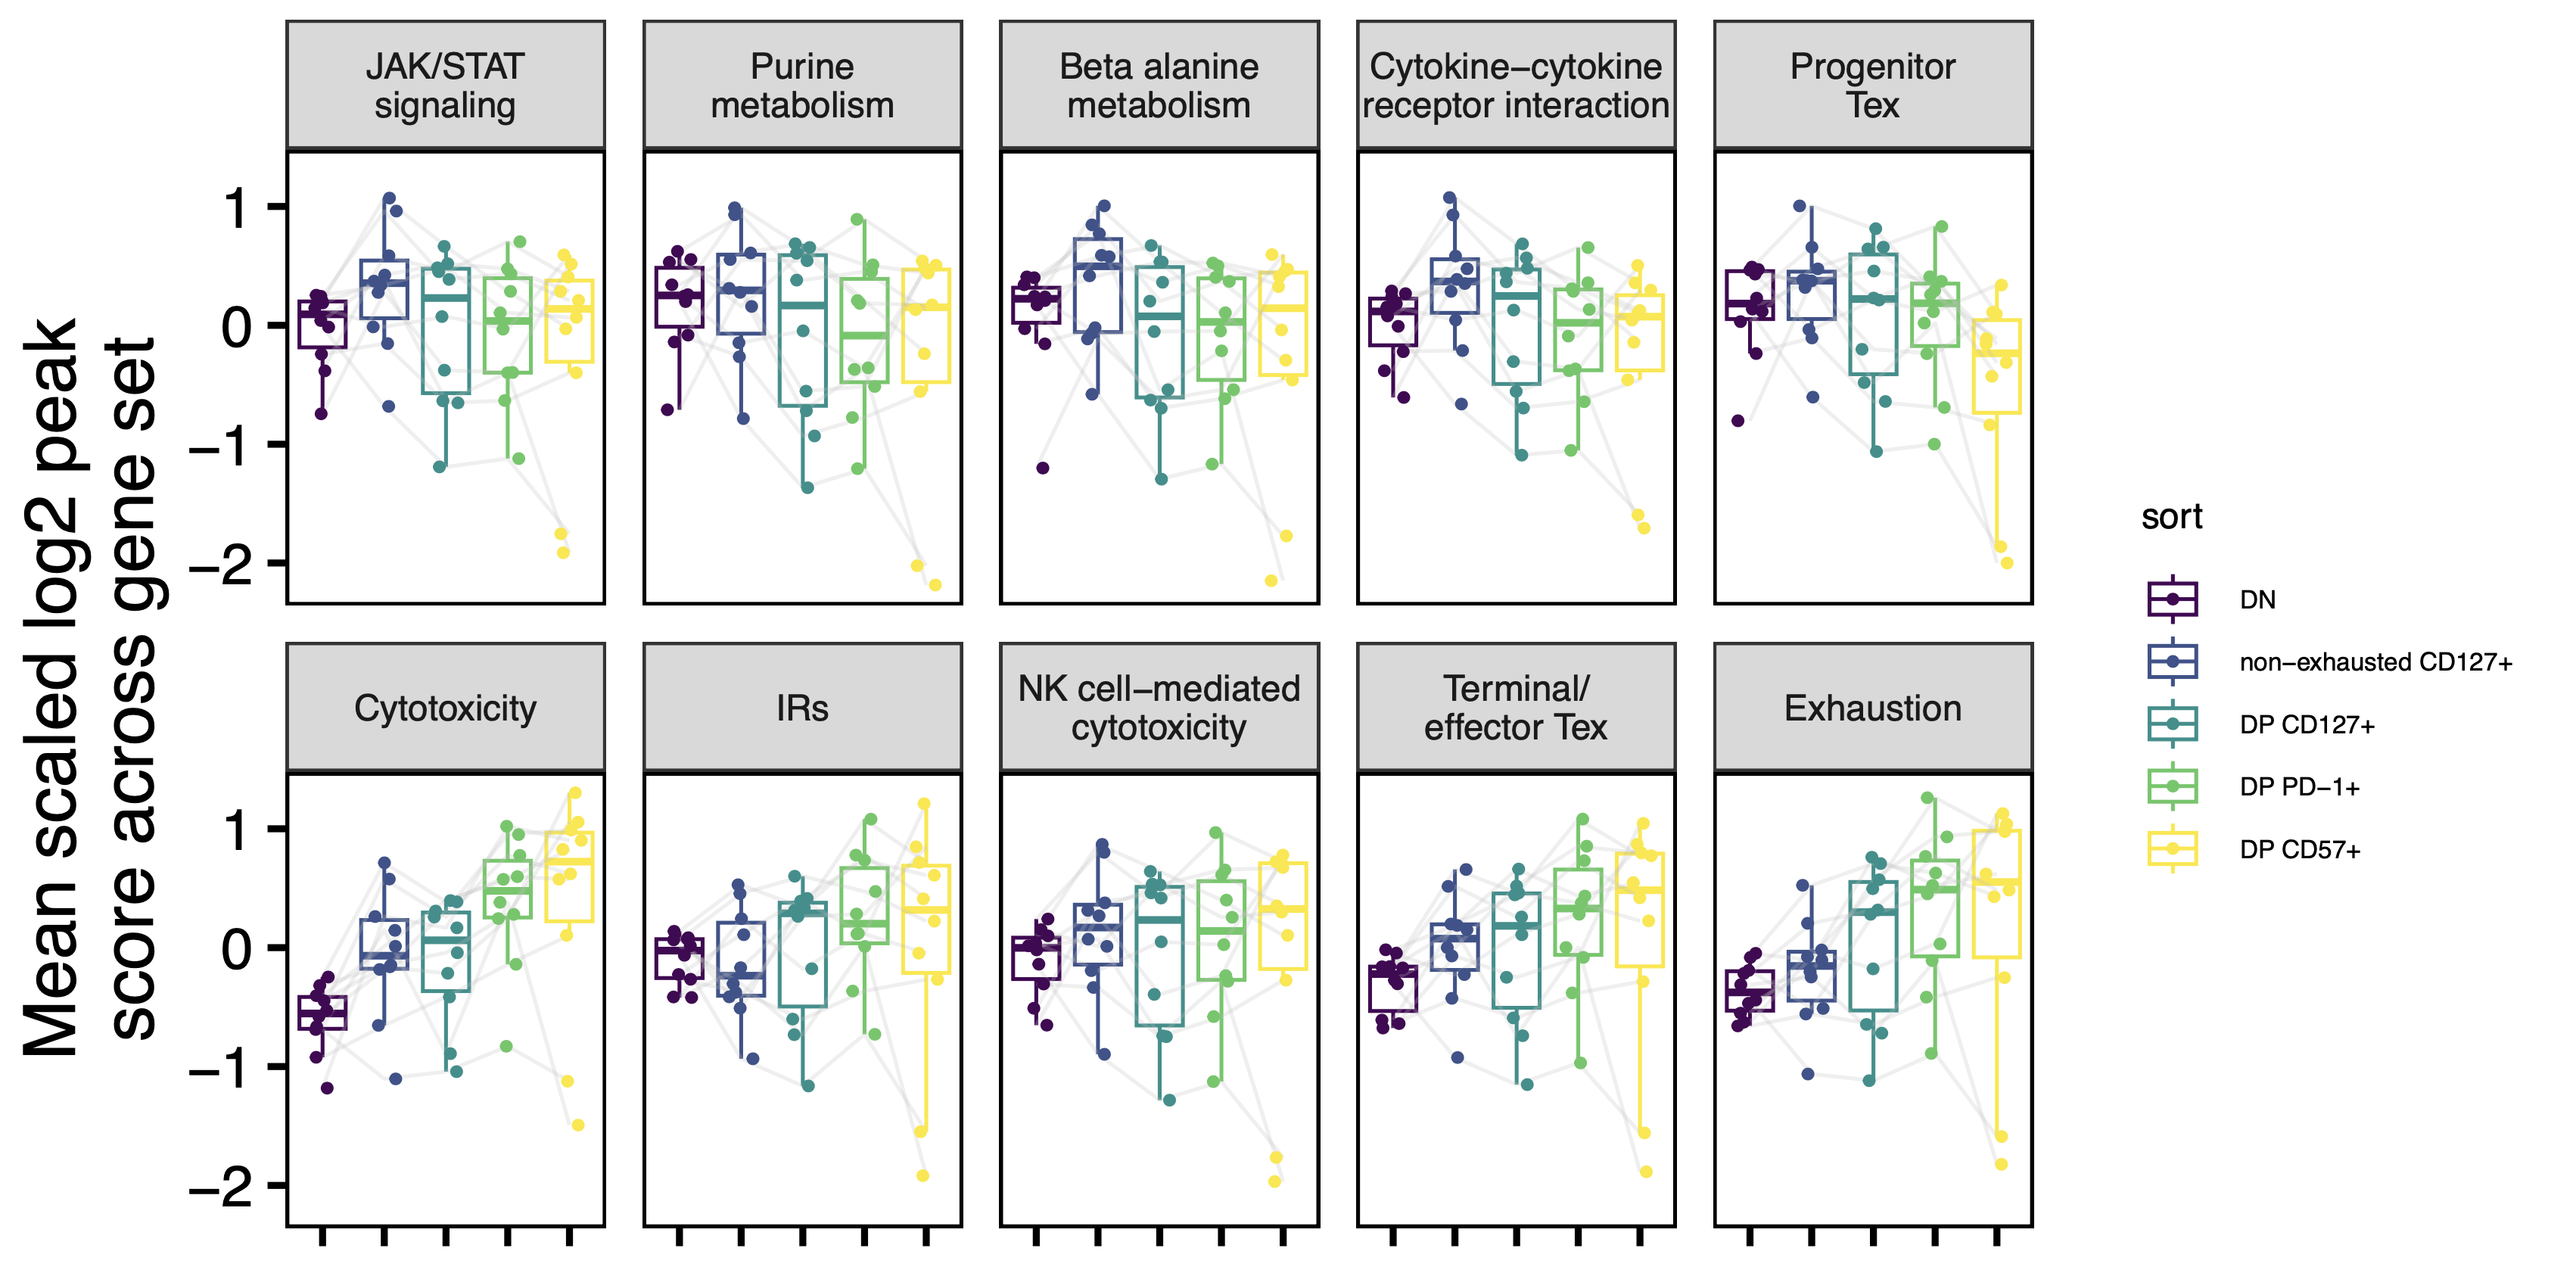 Mean scaled log2 peak
score across gene set
JAK/STAT
signaling
Purine
metabolism
Beta alanine
metabolism
Cytokine−cytokine
receptor interaction
Progenitor
Tex
1
0
−1
−2
Cytotoxicity
IRs
NK cell−mediated
cytotoxicity
Terminal/
effector Tex
Exhaustion
1
0
−1
−2
sort
DN
non−exhausted CD127+
DP CD127+
DP PD−1+
DP CD57+